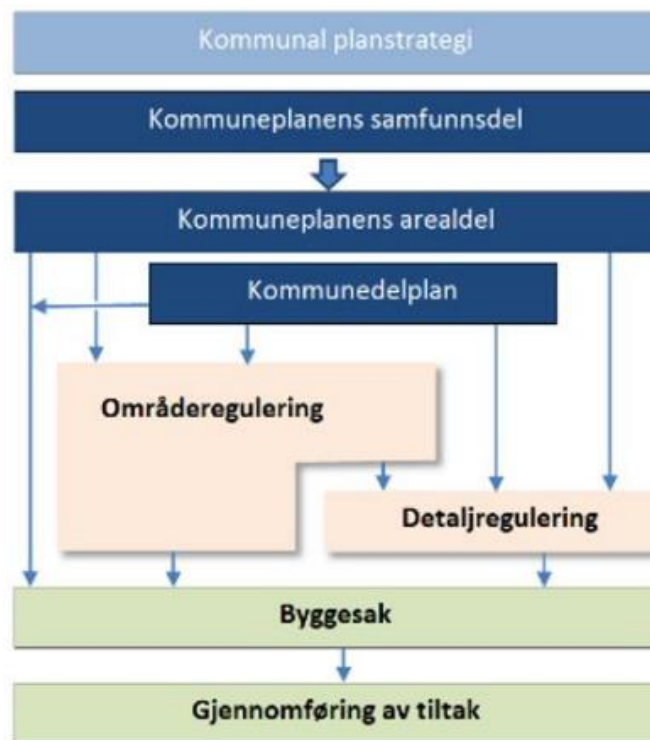 Kommunal planstrategi
Kommuneplanens samfunnsdel
Kommuneplanens arealdel
Kommunedelplan
Områderegulering
Detaljregulering
Byggesak
Gjennomføring av tiltak